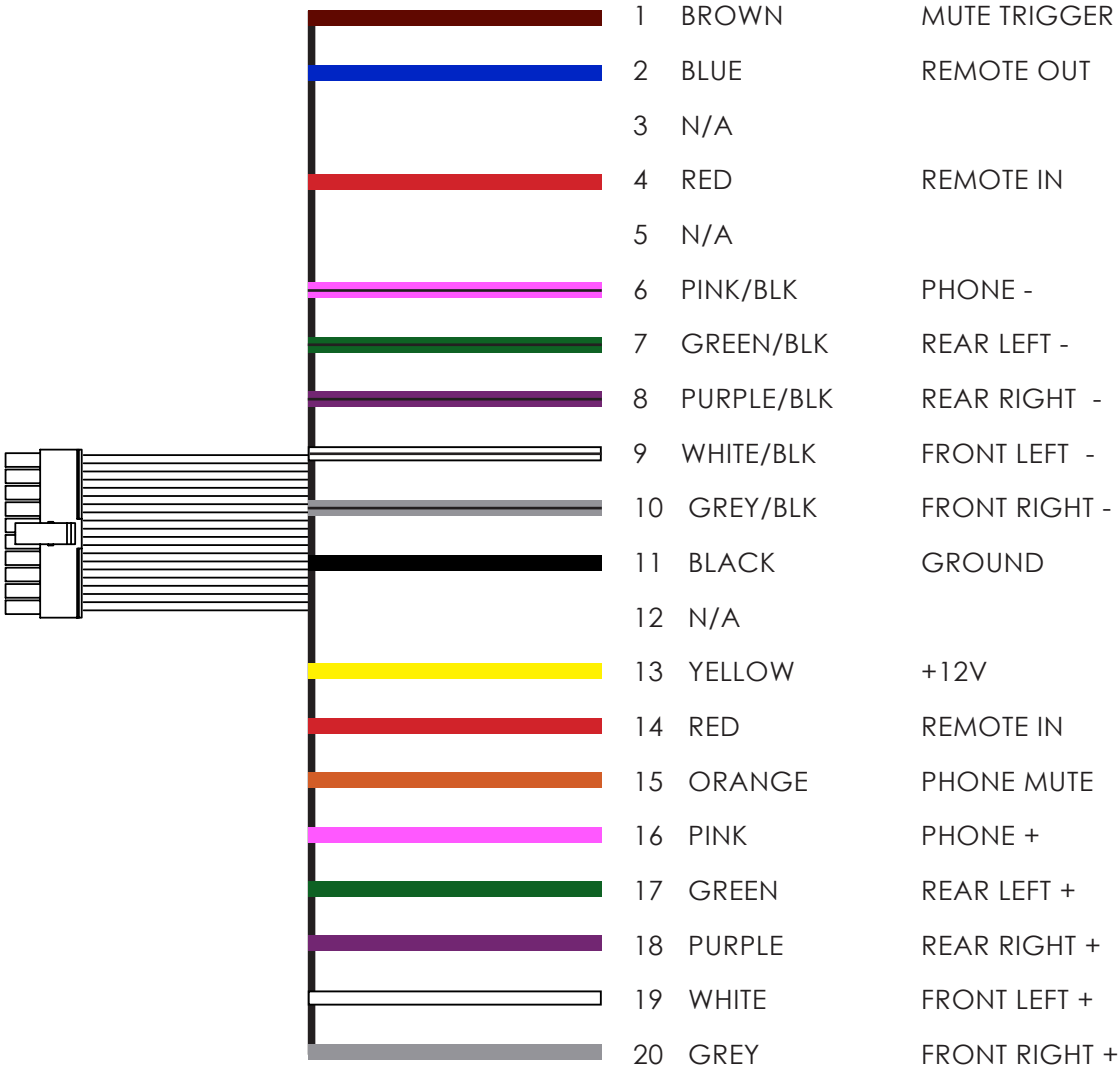 1 BROWN MUTE TRIGGER
2 BLUE REMOTE OUT
3 N/A
4 RED REMOTE IN
5 N/A
6 PINK/BLK PHONE -
7 GREEN/BLK REAR LEFT -
8 PURPLE/BLK REAR RIGHT -
9 WHITE/BLK FRONT LEFT -
10 GREY/BLK FRONT RIGHT -
11 BLACK GROUND
12 N/A
13 YELLOW +12V
14 RED REMOTE IN
15 ORANGE PHONE MUTE
16 PINK PHONE +
17 GREEN REAR LEFT +
18 PURPLE REAR RIGHT +
19 WHITE FRONT LEFT +
20 GREY FRONT RIGHT +